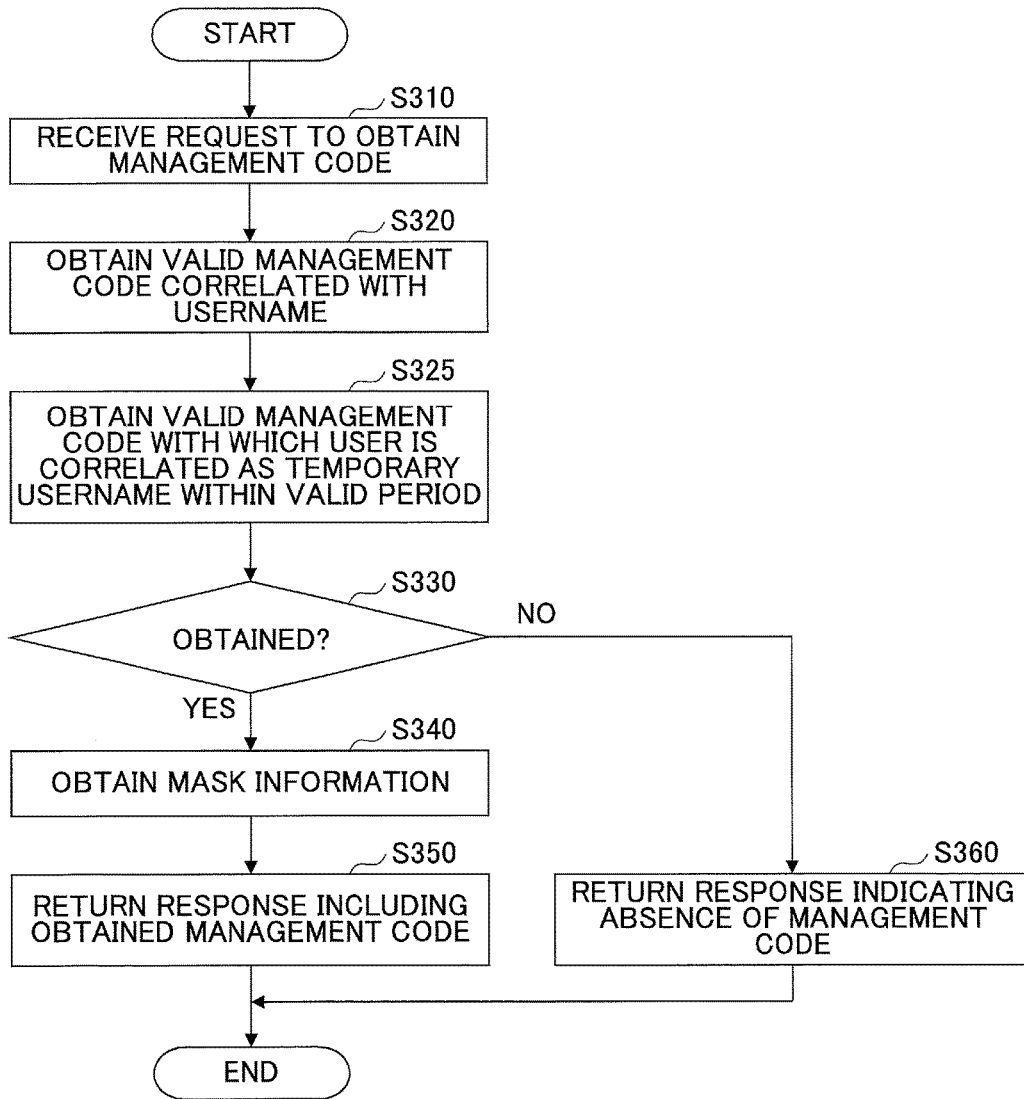 START
S310
RECEIVE REQUEST TO OBTAIN
MANAGEMENT CODE
S320
OBTAIN VALID MANAGEMENT
CODE CORRELATED WITH
USERNAME
S325
OBTAIN VALID MANAGEMENT
CODE WITH WHICH USER IS
CORRELATED AS TEMPORARY
USERNAME WITHIN VALID PERIOD
S330
OBTAINED?
NO
YES
S340
OBTAIN MASK INFORMATION
S350
RETURN RESPONSE INCLUDING
OBTAINED MANAGEMENT CODE
S360
RETURN RESPONSE INDICATING
ABSENCE OF MANAGEMENT
CODE
END